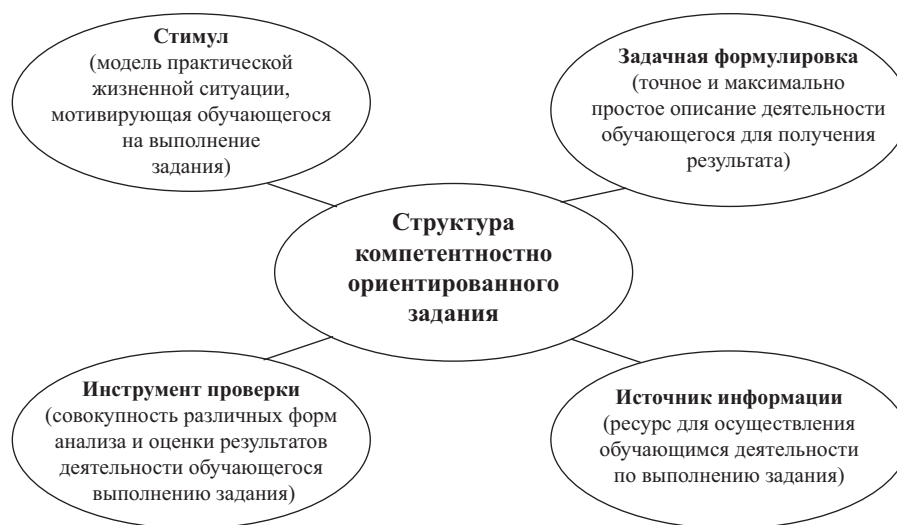 Стимул
(модель практической
жизненной ситуации,
мотивирующая обучающегося
на выполнение
задания)
Задачная формулировка
(точное и максимально
простое описание деятельности
обучающегося для получения
результата)
Структура
компетентностно
ориентированного
задания
Инструмент проверки
(совокупность различных форм
анализа и оценки результатов
деятельности обучающегося
выполнению задания)
Источник информации
(ресурс для осуществления
обучающимся деятельности
по выполнению задания)